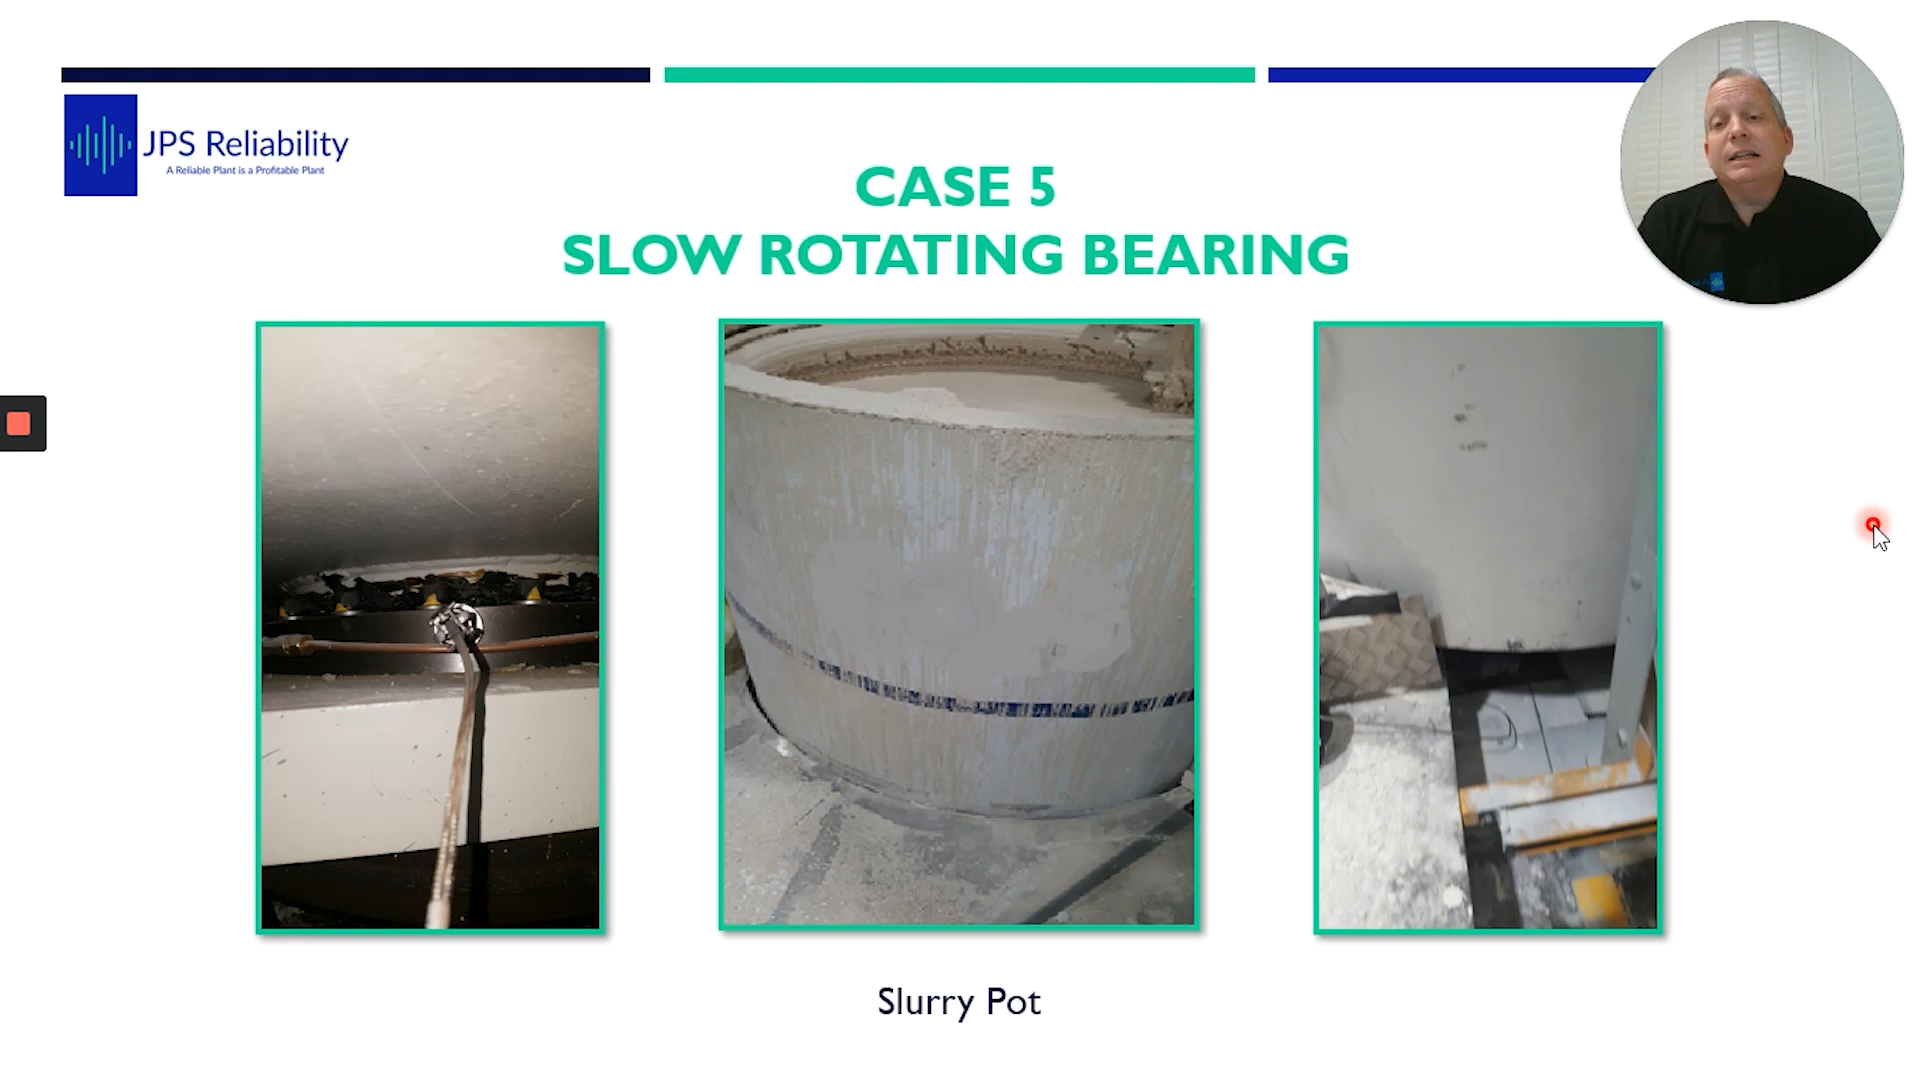 JPS Reliability
A Reliable Plant is a Profitable Plant
CASE 5
SLOW ROTATING BEARING
Slurry Pot